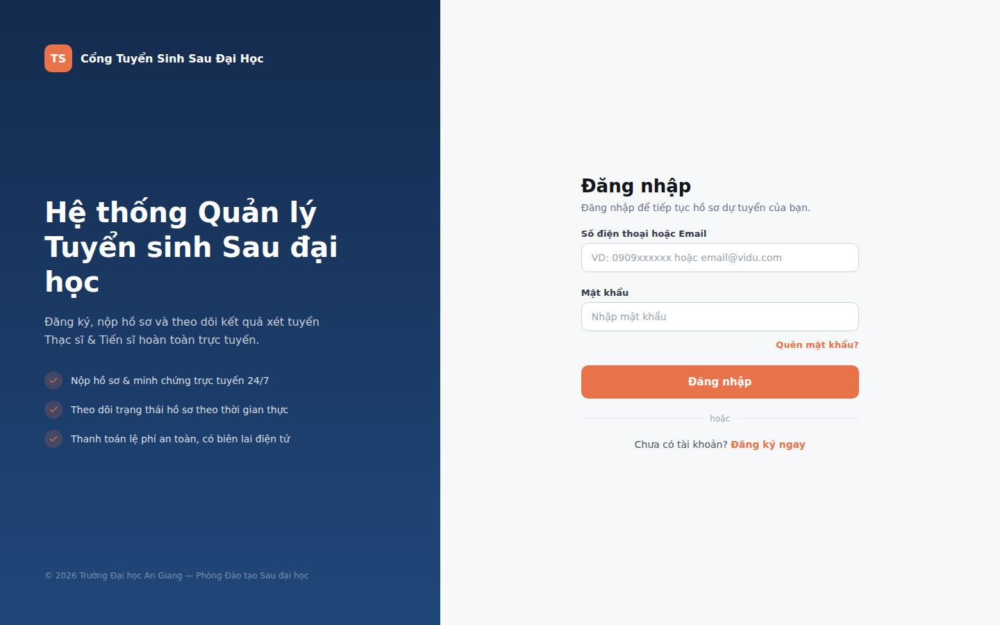 TS
Cổng Tuyển Sinh Sau Đại Học
Hệ thống Quản lý
Tuyển sinh Sau đại
học
Đăng ký, nộp hồ sơ và theo dõi kết quả xét tuyển
Thạc sĩ & Tiến sĩ hoàn toàn trực tuyến.
Nộp hồ sơ & minh chứng trực tuyến 24/7
Theo dõi trạng thái hồ sơ theo thời gian thực
Thanh toán lệ phí an toàn, có biên lai điện tử
© 2026 Trường Đại học An Giang — Phòng Đào tạo Sau đại học
Đăng nhập
Đăng nhập để tiếp tục hồ sơ dự tuyển của bạn.
Số điện thoại hoặc Email
VD: 0909xxxxxx hoặc email@vidu.com
Mật khẩu
Nhập mật khẩu
Quên mật khẩu?
Đăng nhập
hoặc
Chưa có tài khoản? Đăng ký ngay